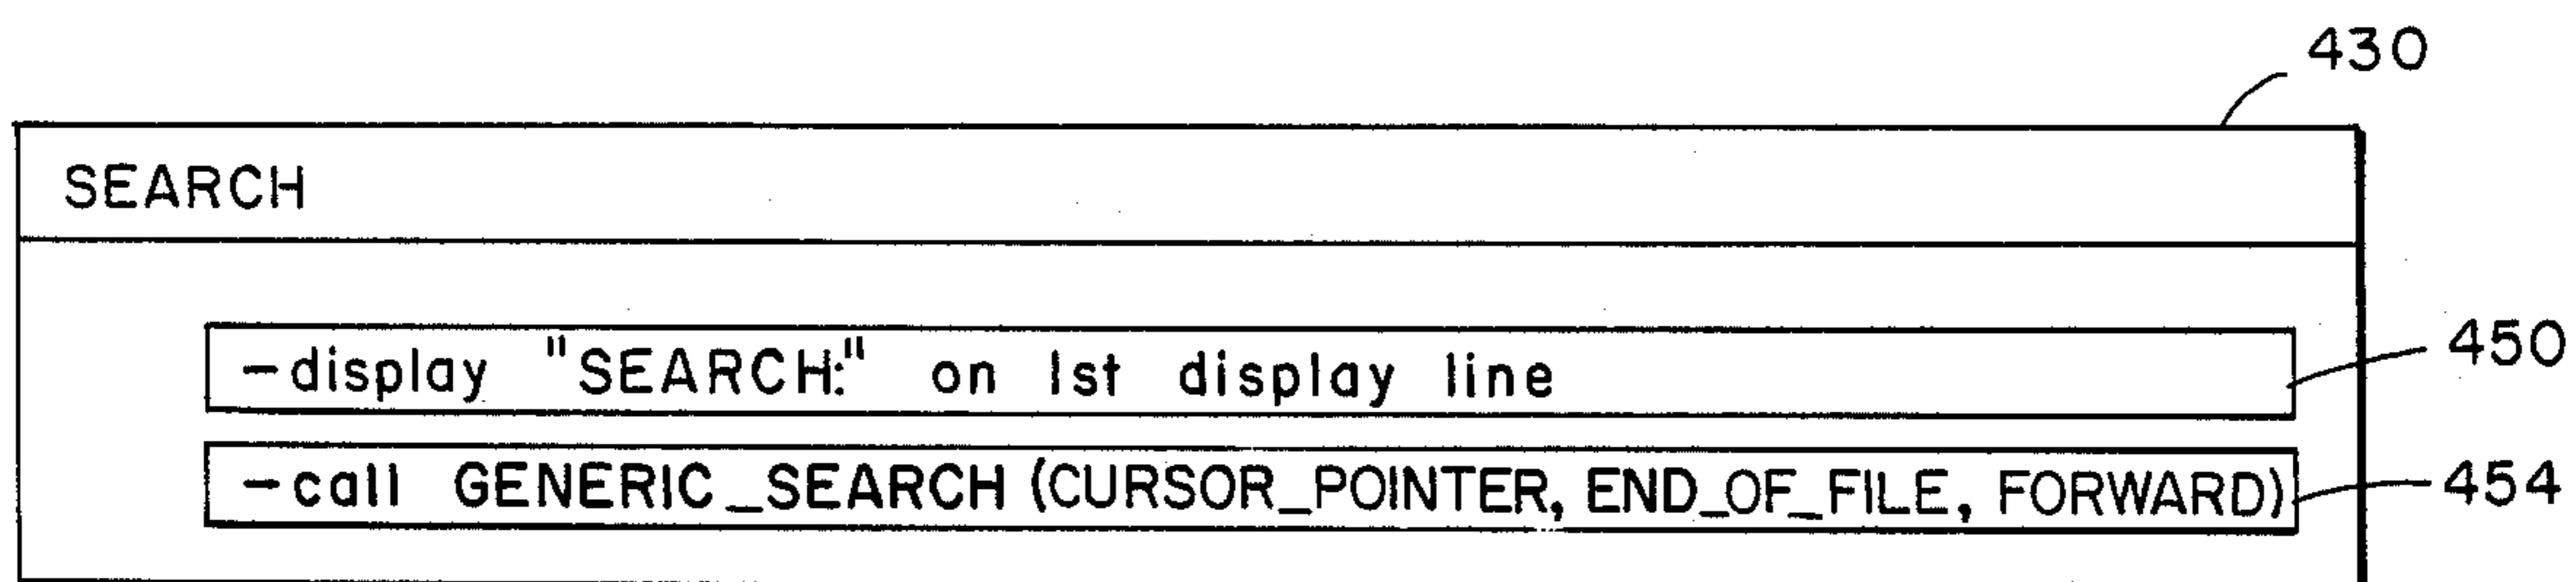 430
SEARCH
-display "SEARCH:" on 1st display line
450
-call GENERIC_SEARCH (CURSOR_POINTER, END_OF_FILE, FORWARD)
454